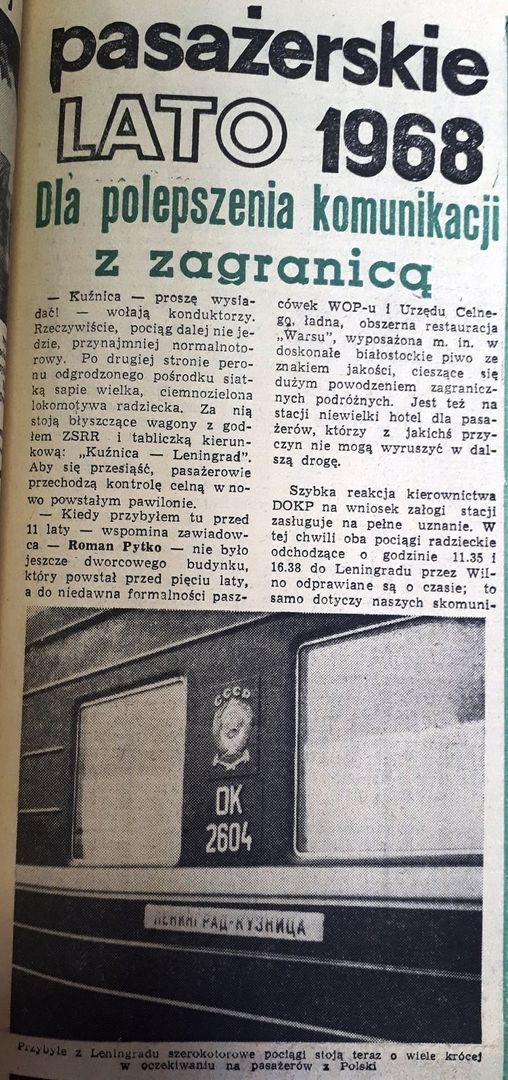 pasażerskie
LATO 1968
Dla polepszenia komunikacji
z zagranicą
— Kuźnica — proszę wysia-
dać! — wołają konduktorzy.
Rzeczywiście, pociąg dalej nie je-
dzie, przynajmniej normalnoto-
rowy. Po drugiej stronie pero-
nu odgrodzonego pośrodku siat-
ką sapie wielka, ciemnozielona
lokomotywa radziecka. Za nią
stoją błyszczące wagony z god-
łem ZSRR i tabliczką kierun-
kową: „Kuźnica — Leningrad”.
Aby się przesiąść, pasażerowie
przechodzą kontrolę celną w no-
wo powstałym pawilonie.
— Kiedy przybyłem tu przed
11 laty — wspomina zawiadow-
ca — Roman Pytko — nie było
jeszcze dworcowego budynku,
który powstał przed pięciu laty,
a do niedawna formalności pasz-
cówek WOP-u i Urzędu Celne-
go, ładna, obszerna restauracja
„Warsu”, wyposażona m. in. w
doskonałe białostockie piwo ze
znakiem jakości, cieszące się
dużym powodzeniem zagranicz-
nych podróżnych. Jest też na
stacji niewielki hotel dla pasa-
żerów, którzy z jakichś przy-
czyn nie mogą wyruszyć w dal-
szą drogę.
Szybka reakcja kierownictwa
DOKP na wniosek załogi stacji
zasługuje na pełne uznanie. W
tej chwili oba pociągi radzieckie
odchodzące o godzinie 11.35 i
16.38 do Leningradu przez Wil-
no odprawiane są o czasie; to
samo dotyczy naszych skomuni-
СССР
DK
2604
ЛЕНИНГРАД-КУЗНИЦА
Przybyłe z Leningradu szerokotorowe pociągi stoją teraz o wiele krócej
w oczekiwaniu na pasażerów z Polski